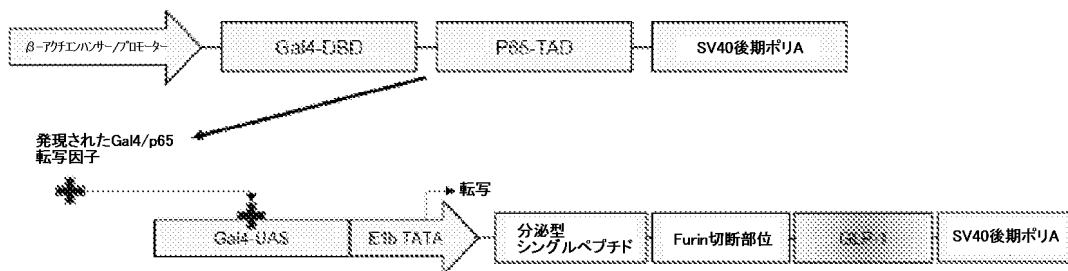 β-アクチエンハンサー/プロモーター
Gal4-DBD
P65-TAD
SV40後期ポリA
発現されたGal4/p65
転写因子
転写
Gal4-UAS
E1b TATA
分泌型
シングルペプチド
Furin切断部位
GLP-1
SV40後期ポリA